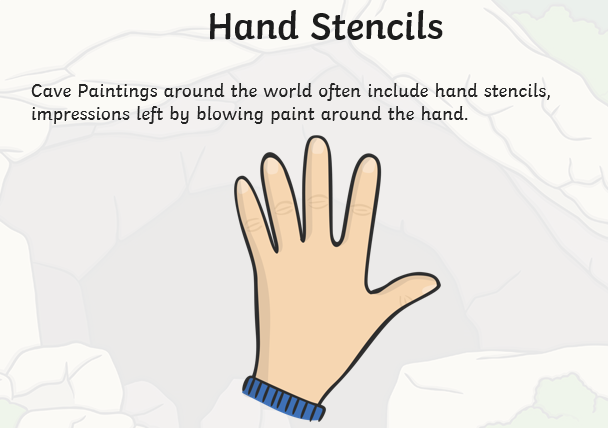 Hand Stencils
Cave Paintings around the world often include hand stencils,
impressions left by blowing paint around the hand.